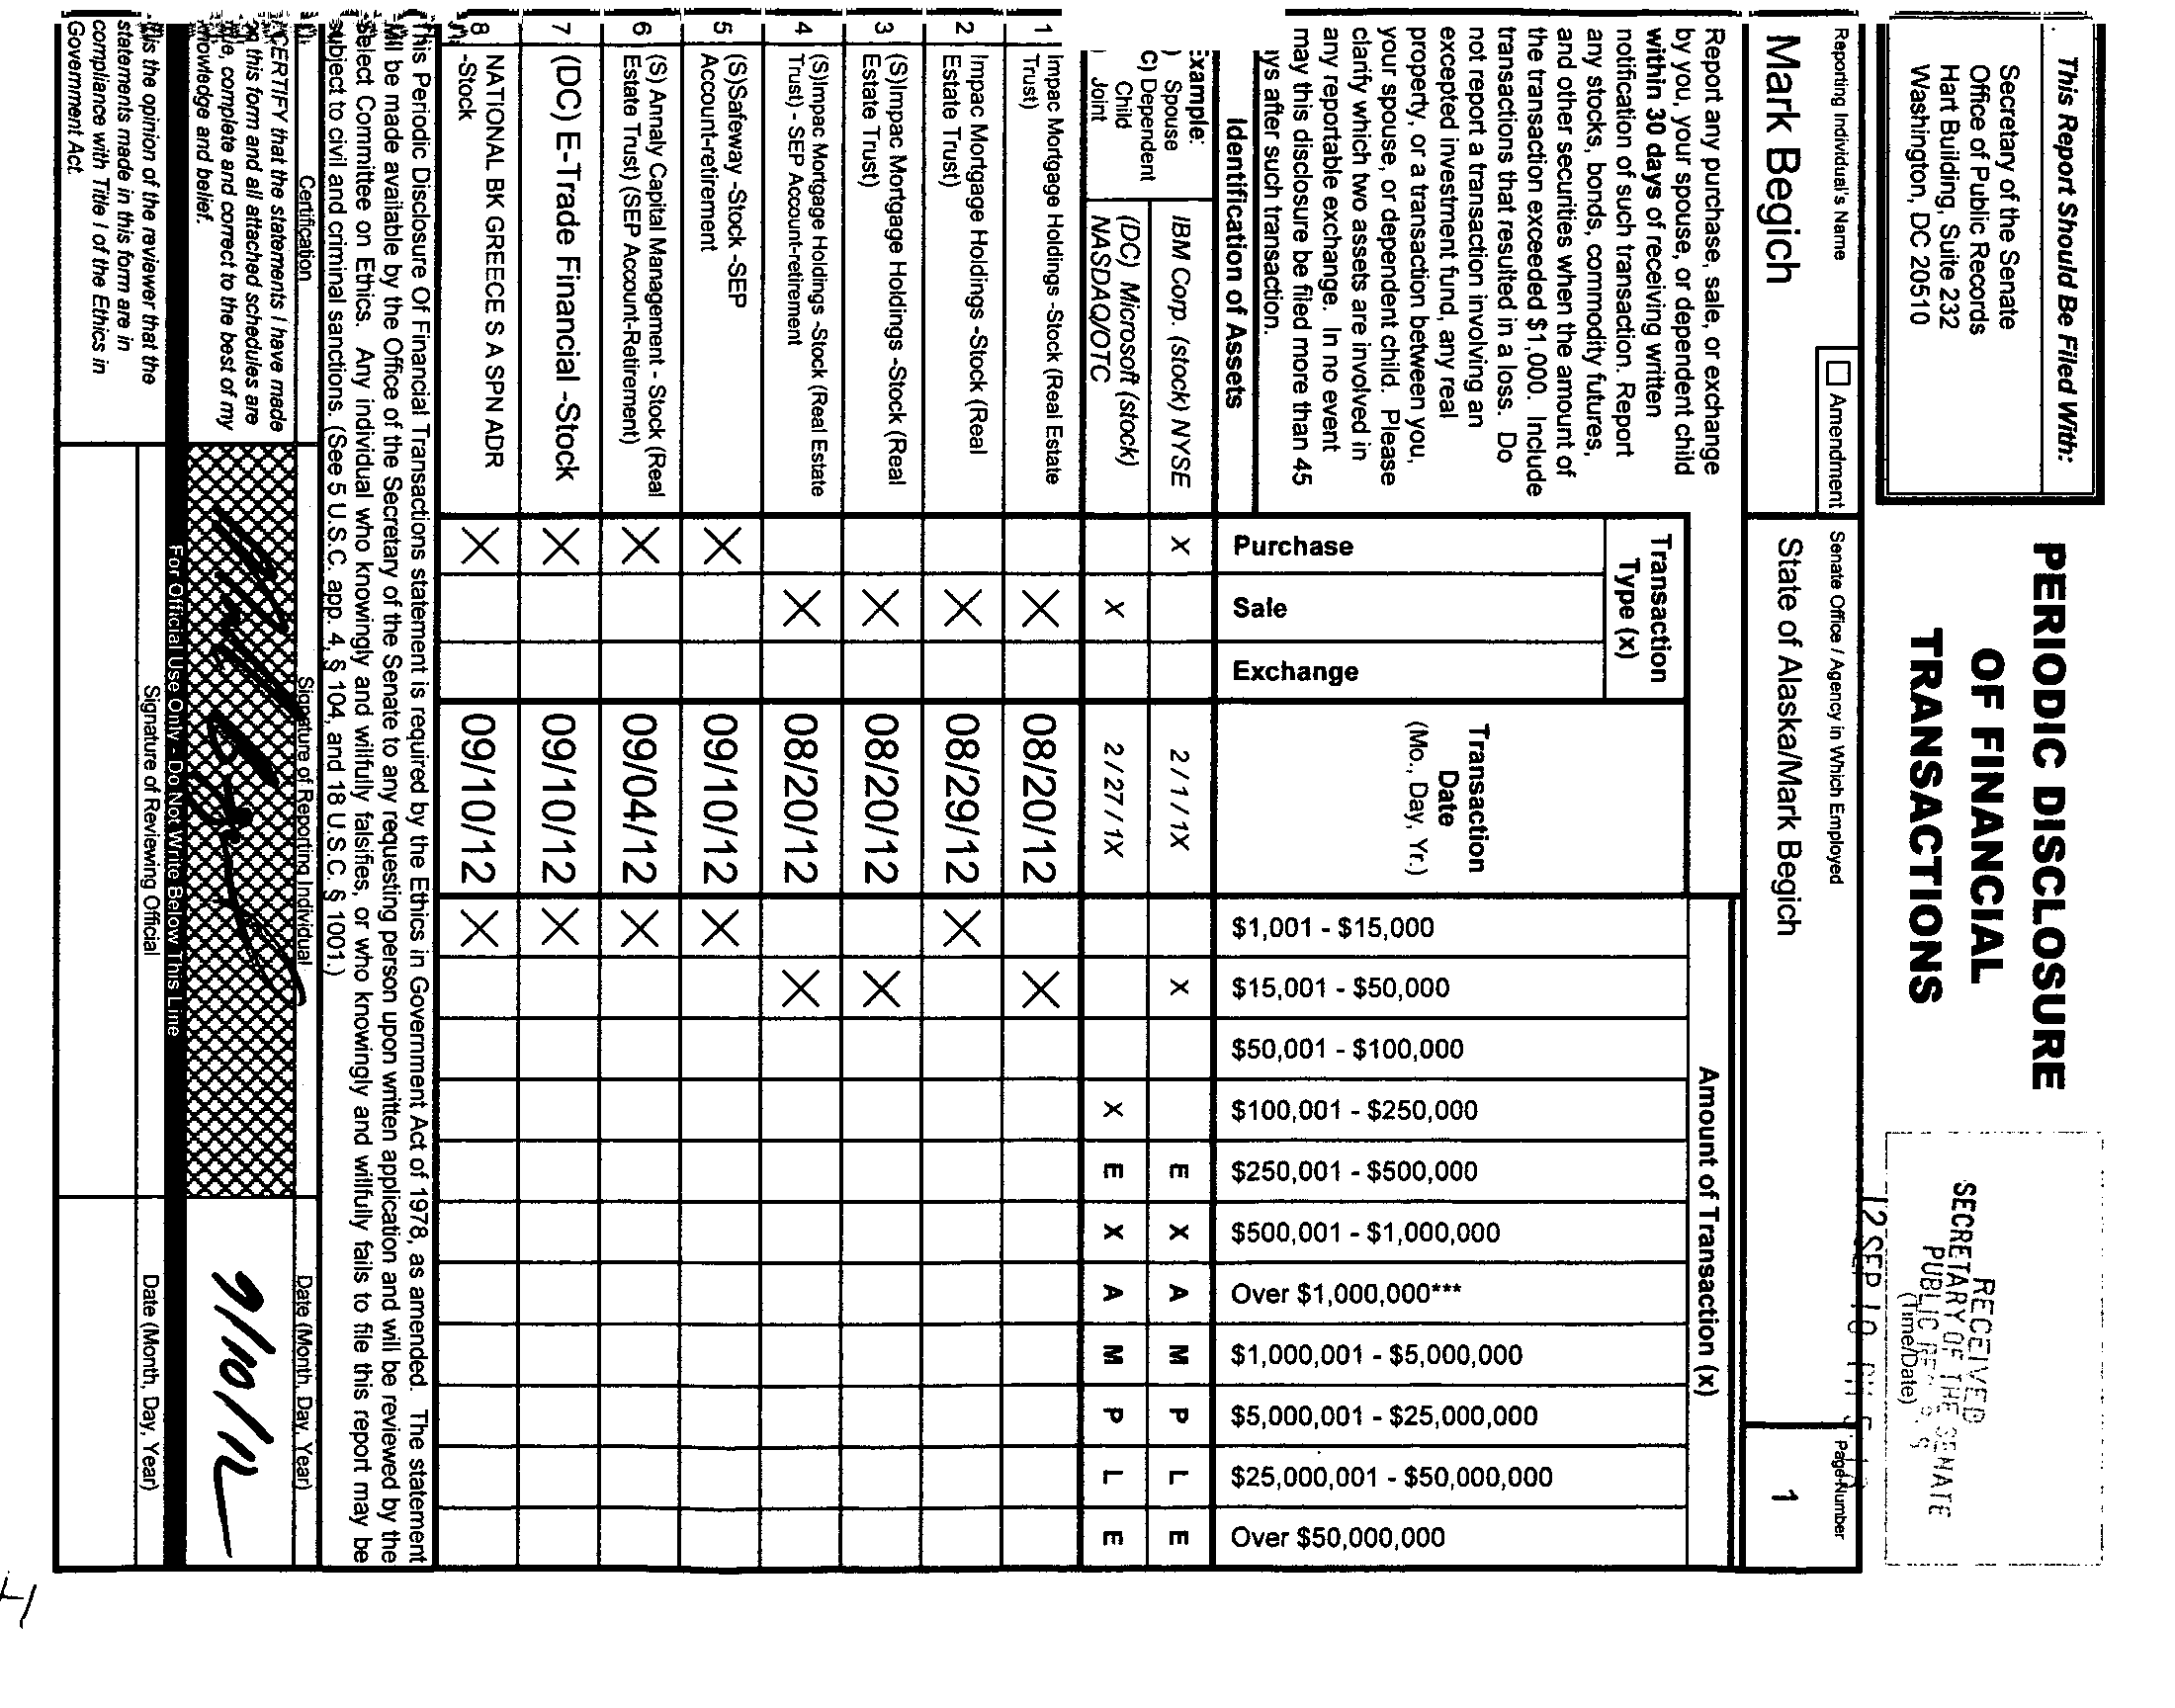 This Report Should Be Filed With:
Secretary of the Senate
Office of Public Records
Hart Building, Suite 232
Washington, DC 20510
PERIODIC DISCLOSURE
OF FINANCIAL
TRANSACTIONS
RECEIVED
SECRETARY OF THE SENATE
PUBLIC
(Time/Date)
12 SEP 10 PM 5
Reporting Individual's Name
Amendment
Senate Office / Agency in Which Employed
Page Number
Mark Begich
State of Alaska/Mark Begich
1
Report any purchase, sale, or exchange
by you, your spouse, or dependent child
within 30 days of receiving written
notification of such transaction. Report
any stocks, bonds, commodity futures,
and other securities when the amount of
the transaction exceeded $1,000. Include
transactions that resulted in a loss. Do
not report a transaction involving an
excepted investment fund, any real
property, or a transaction between you,
your spouse, or dependent child. Please
clarify which two assets are involved in
any reportable exchange. In no event
may this disclosure be filed more than 45
ys after such transaction.
Identification of Assets
Transaction
Type (x)
Purchase
Sale
Exchange
Transaction
Date
(Mo., Day, Yr.)
Amount of Transaction (x)
$1,001 - $15,000
$15,001 - $50,000
$50,001 - $100,000
$100,001 - $250,000
$250,001 - $500,000
$500,001 - $1,000,000
Over $1,000,000***
$1,000,001 - $5,000,000
$5,000,001 - $25,000,000
$25,000,001 - $50,000,000
Over $50,000,000
Example:
) Spouse
C) Dependent
Child
) Joint
IBM Corp. (stock) NYSE X 2 / 1 / 1X X E X A M P L E
(DC) Microsoft (stock)
NASDAQ/OTC X 2 / 27 / 1X X E X A M P L E
1 Impac Mortgage Holdings -Stock (Real Estate
Trust) X 08/20/12 X
2 Impac Mortgage Holdings -Stock (Real
Estate Trust) X 08/29/12 X
3 (S)Impac Mortgage Holdings -Stock (Real
Estate Trust) X 08/20/12 X
4 (S)Impac Mortgage Holdings -Stock (Real Estate
Trust) - SEP Account-retirement X 08/20/12 X
5 (S)Safeway -Stock -SEP
Account-retirement X 09/10/12 X
6 (S) Annaly Capital Management - Stock (Real
Estate Trust) (SEP Account-Retirement) X 09/04/12 X
7 (DC) E-Trade Financial -Stock X 09/10/12 X
8 NATIONAL BK GREECE S A SPN ADR
-Stock X 09/10/12 X
This Periodic Disclosure Of Financial Transactions statement is required by the Ethics in Government Act of 1978, as amended. The statement
will be made available by the Office of the Secretary of the Senate to any requesting person upon written application and will be reviewed by the
Select Committee on Ethics. Any individual who knowingly and willfully falsifies, or who knowingly and willfully fails to file this report may be
subject to civil and criminal sanctions. (See 5 U.S.C. app. 4, § 104, and 18 U.S.C. § 1001.)
Certification
Signature of Reporting Individual
Date (Month, Day, Year)
I CERTIFY that the statements I have made
on this form and all attached schedules are
true, complete and correct to the best of my
knowledge and belief.
9/10/12
For Official Use Only - Do Not Write Below This Line
It is the opinion of the reviewer that the
statements made in this form are in
compliance with Title I of the Ethics in
Government Act.
Signature of Reviewing Official
Date (Month, Day, Year)